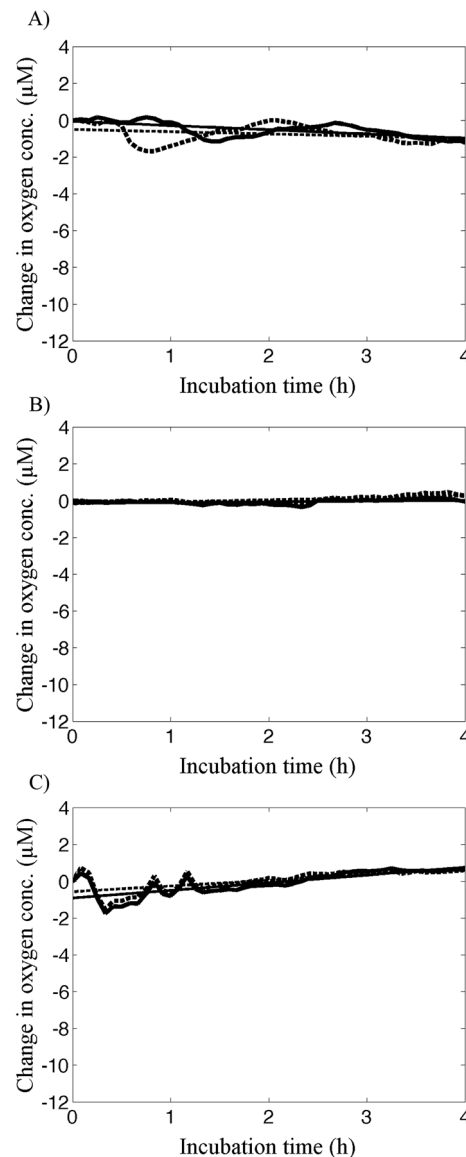 A)
4
2
0
-2
-4
-6
-8
-10
-12
Change in oxygen conc. (µM)
0 1 2 3 4
Incubation time (h)
B)
4
2
0
-2
-4
-6
-8
-10
-12
Change in oxygen conc. (µM)
0 1 2 3 4
Incubation time (h)
C)
4
2
0
-2
-4
-6
-8
-10
-12
Change in oxygen conc. (µM)
0 1 2 3 4
Incubation time (h)